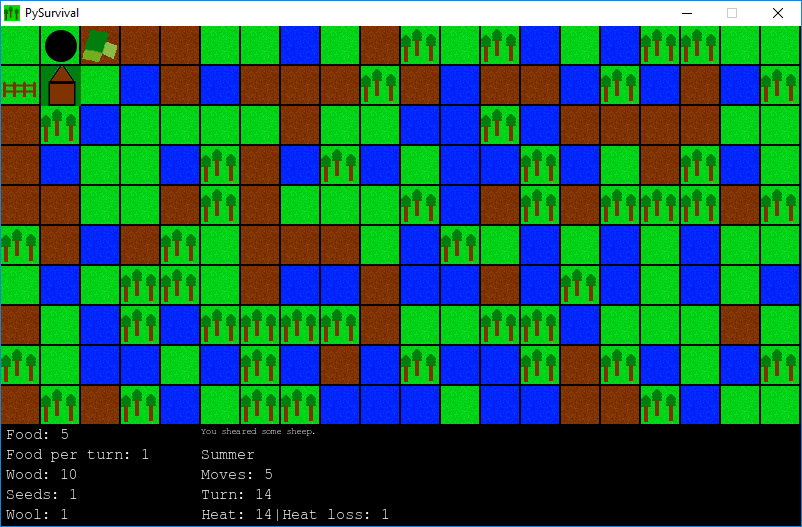 PySurvival
Food: 5
You sheared some sheep.
Food per turn: 1
Summer
Wood: 10
Moves: 5
Seeds: 1
Turn: 14
Wool: 1
Heat: 14|Heat loss: 1